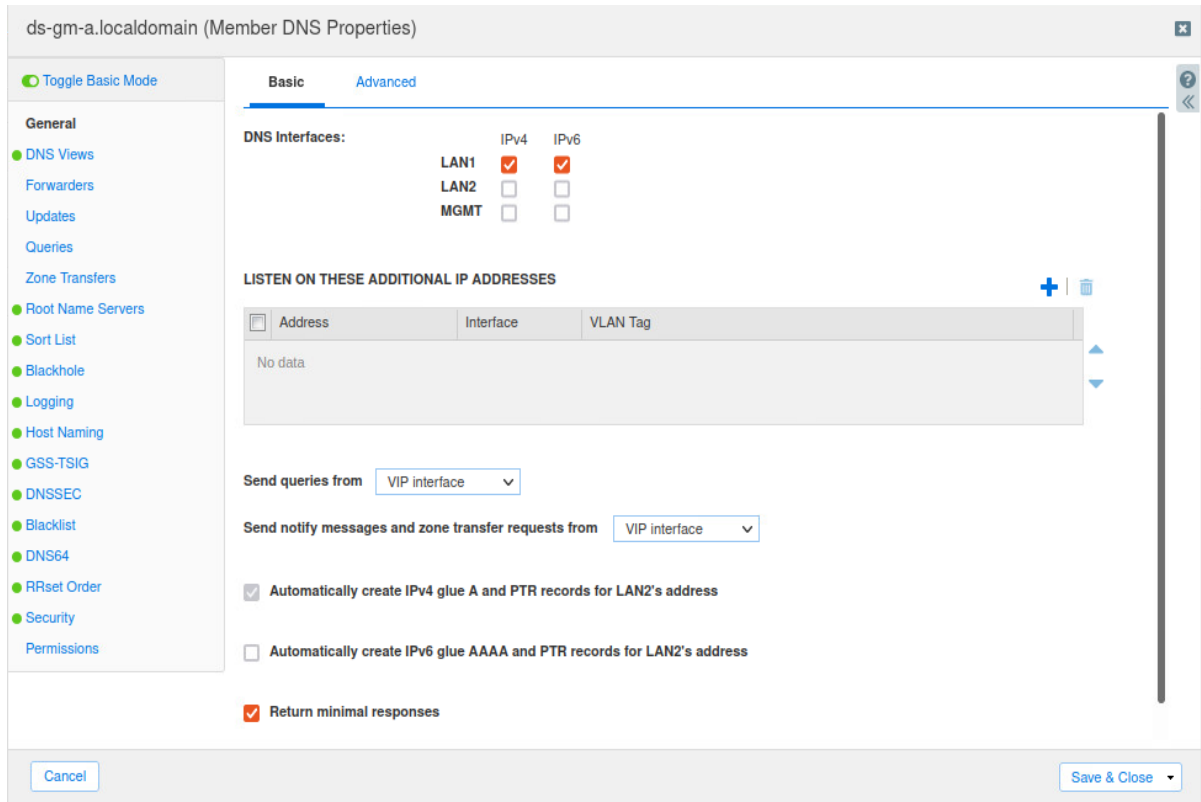 ds-gm-a.localdomain (Member DNS Properties)
Toggle Basic Mode
General
DNS Views
Forwarders
Updates
Queries
Zone Transfers
Root Name Servers
Sort List
Blackhole
Logging
Host Naming
GSS-TSIG
DNSSEC
Blacklist
DNS64
RRset Order
Security
Permissions
Basic Advanced
DNS Interfaces: IPv4 IPv6
LAN1
LAN2
MGMT
LISTEN ON THESE ADDITIONAL IP ADDRESSES
Address Interface VLAN Tag
No data
Send queries from VIP interface
Send notify messages and zone transfer requests from VIP interface
Automatically create IPv4 glue A and PTR records for LAN2's address
Automatically create IPv6 glue AAAA and PTR records for LAN2's address
Return minimal responses
Cancel Save & Close